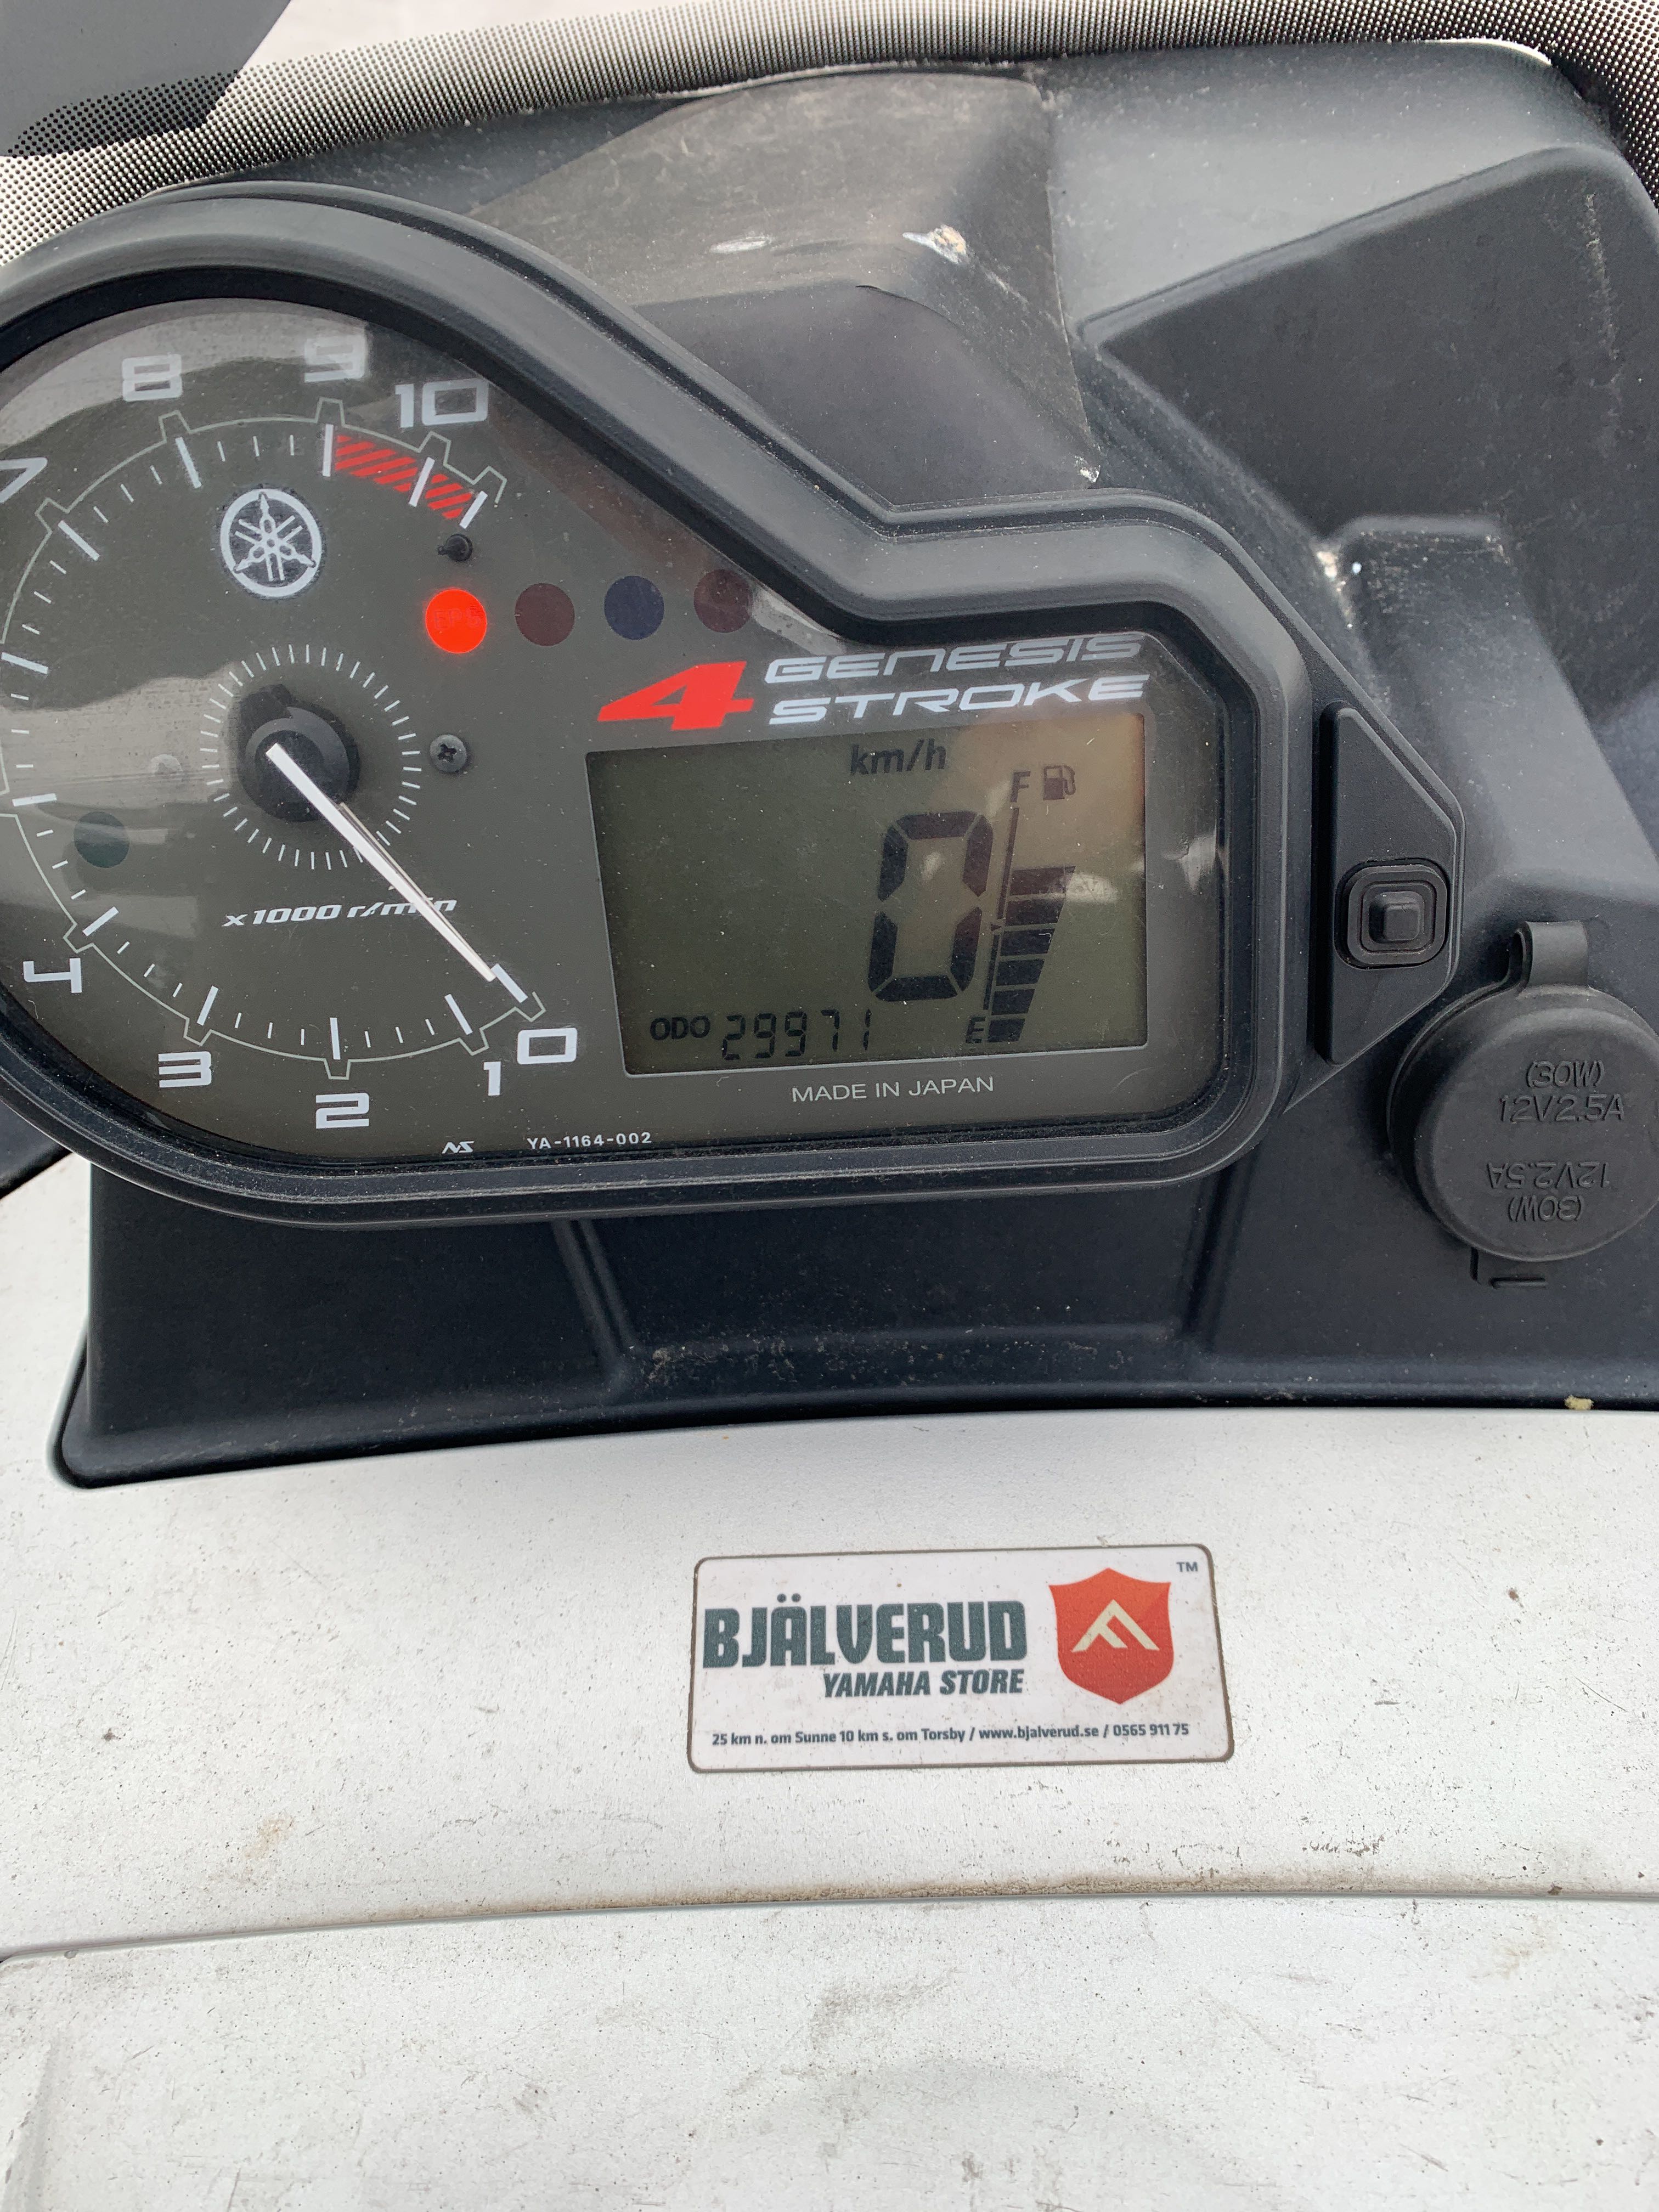 7
8
9
10
GENESIS
4 STROKE
km/h
F
0
x1000 r/min
4
3
2
1
0
ODO 29971
E
MADE IN JAPAN
NS YA-1164-002
(30W)
12V2.5A
12V2.5A
(30W)
TM
BJÄLVERUD
YAMAHA STORE
25 km n. om Sunne 10 km s. om Torsby / www.bjalverud.se / 0565 911 75